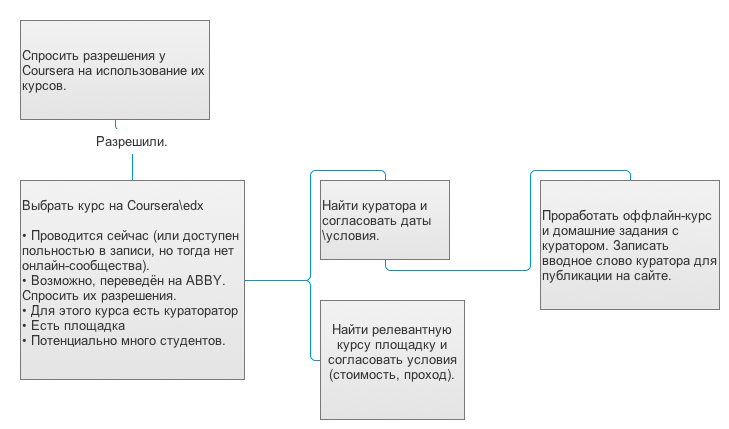 Спросить разрешения у
Coursera на использование их
курсов.
Разрешили.
Выбрать курс на Coursera\edx
• Проводится сейчас (или доступен
польностью в записи, но тогда нет
онлайн-сообщества).
• Возможно, переведён на ABBY.
Спросить их разрешения.
• Для этого курса есть кураторатор
• Есть площадка
• Потенциально много студентов.
Найти куратора и
согласовать даты
\условия.
Найти релевантную
курсу площадку и
согласовать условия
(стоимость, проход).
Проработать оффлайн-курс
и домашние задания с
куратором. Записать
вводное слово куратора для
публикации на сайте.